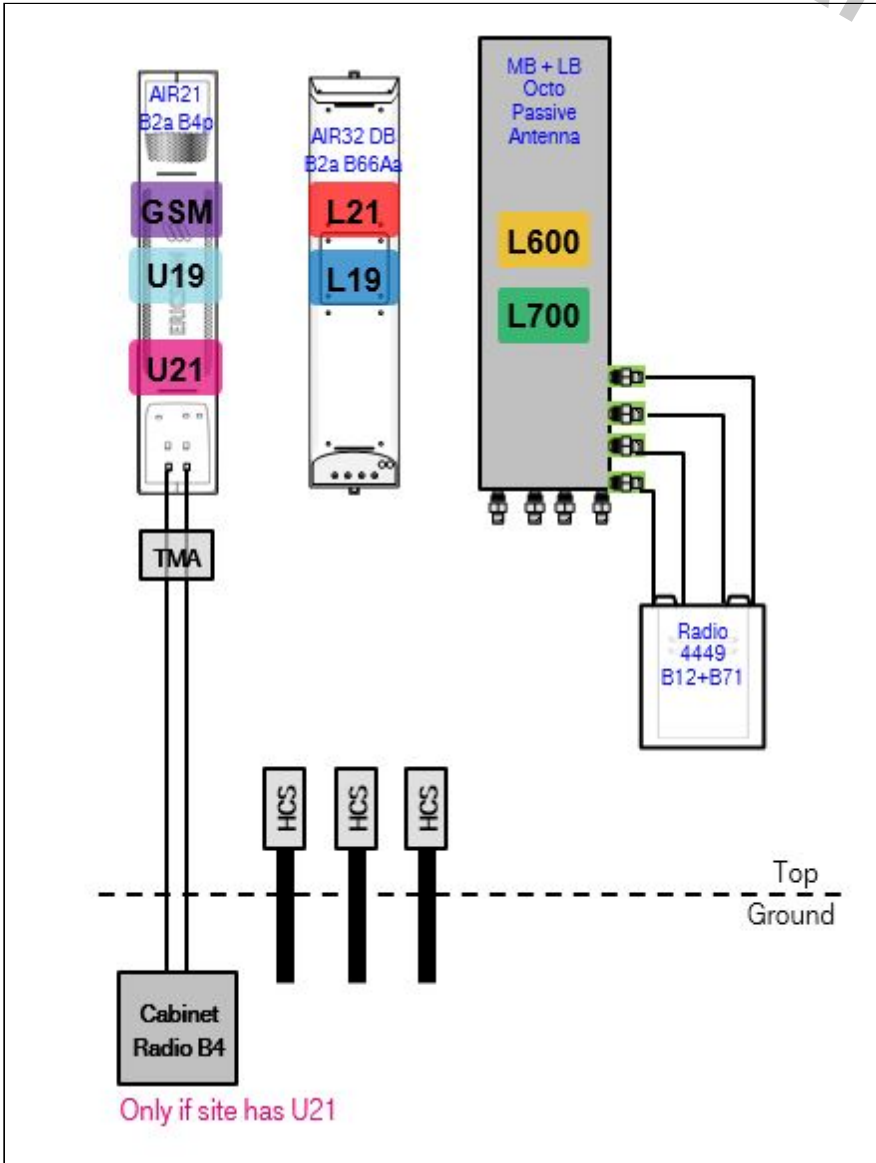 AIR21
B2a B4p
GSM
U19
ERICS
U21
TMA
AIR32 DB
B2a B66Aa
L21
L19
MB + LB
Octo
Passive
Antenna
L600
L700
Radio
4449
B12+B71
HCS
HCS
HCS
Top
Ground
Cabinet
Radio B4
Only if site has U21